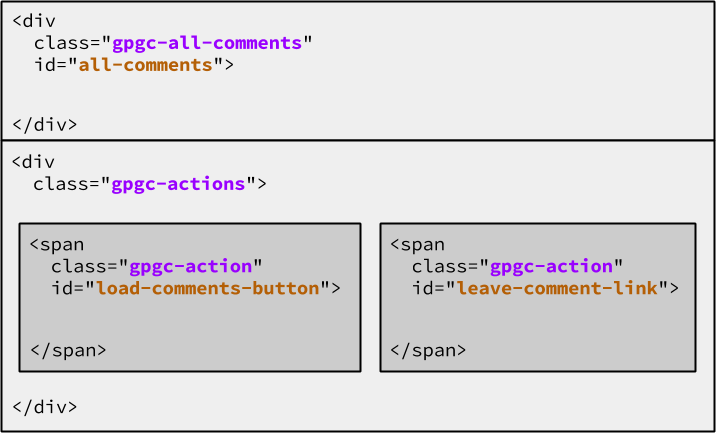 <div
class="gpgc-all-comments"
id="all-comments">
</div>
<div
class="gpgc-actions">
<span
class="gpgc-action"
id="load-comments-button">
</span>
<span
class="gpgc-action"
id="leave-comment-link">
</span>
</div>